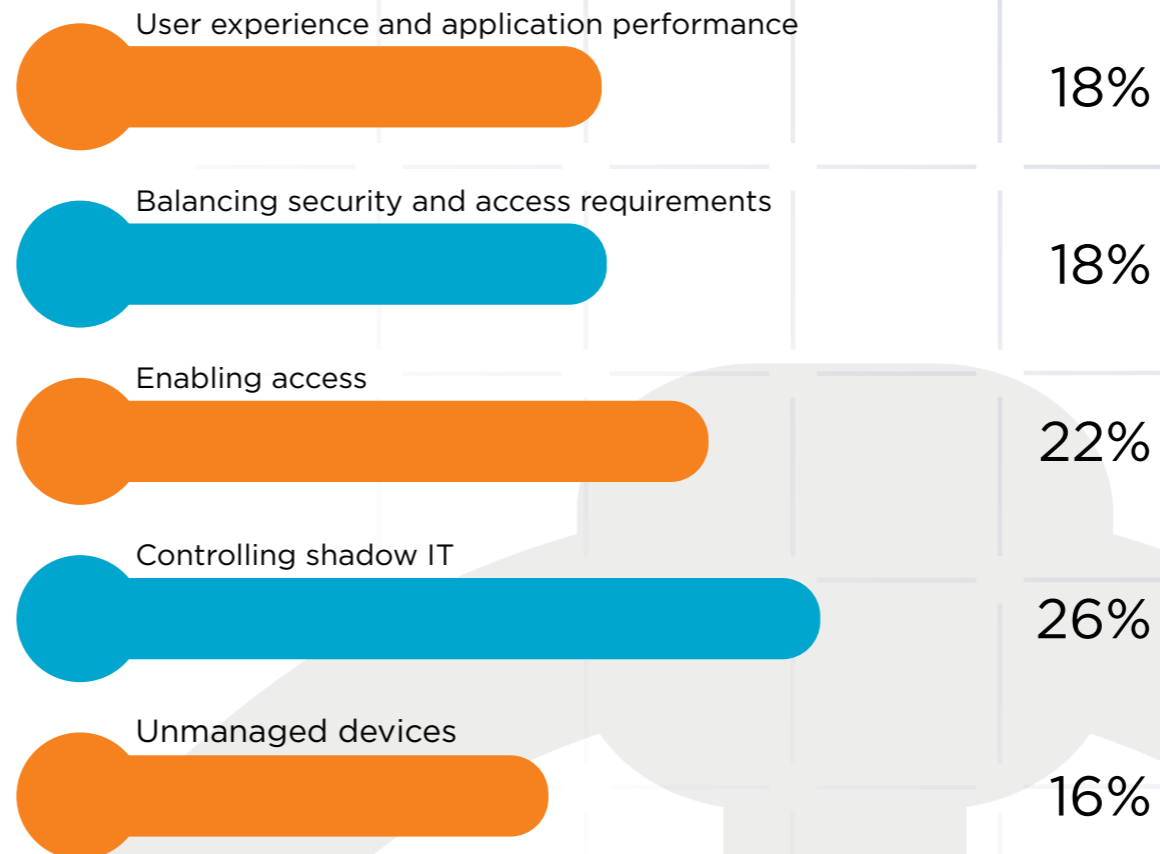 User experience and application performance
18%
Balancing security and access requirements
18%
Enabling access
22%
Controlling shadow IT
26%
Unmanaged devices
16%